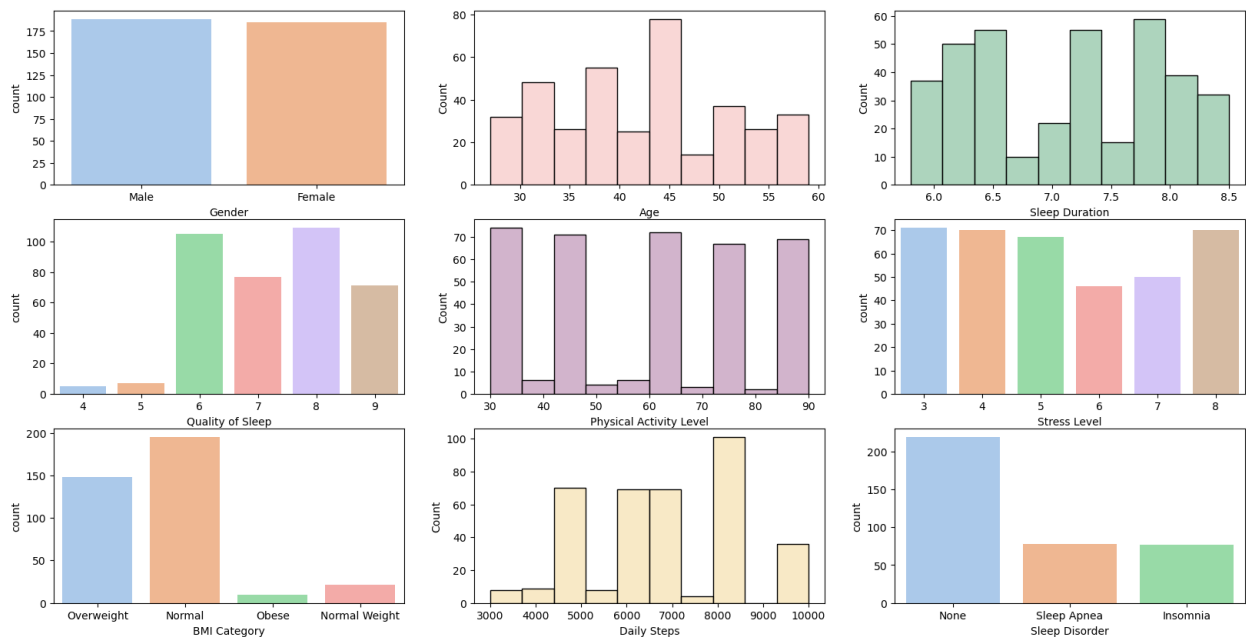 175
150
125
100
75
50
25
0
count
Male Female
Gender
80
60
40
20
0
Count
30 35 40 45 50 55 60
Age
60
50
40
30
20
10
0
Count
6.0 6.5 7.0 7.5 8.0 8.5
Sleep Duration
100
80
60
40
20
0
count
4 5 6 7 8 9
Quality of Sleep
70
60
50
40
30
20
10
0
Count
30 40 50 60 70 80 90
Physical Activity Level
70
60
50
40
30
20
10
0
count
3 4 5 6 7 8
Stress Level
200
150
100
50
0
count
Overweight Normal Obese Normal Weight
BMI Category
100
80
60
40
20
0
Count
3000 4000 5000 6000 7000 8000 9000 10000
Daily Steps
200
150
100
50
0
count
None Sleep Apnea Insomnia
Sleep Disorder